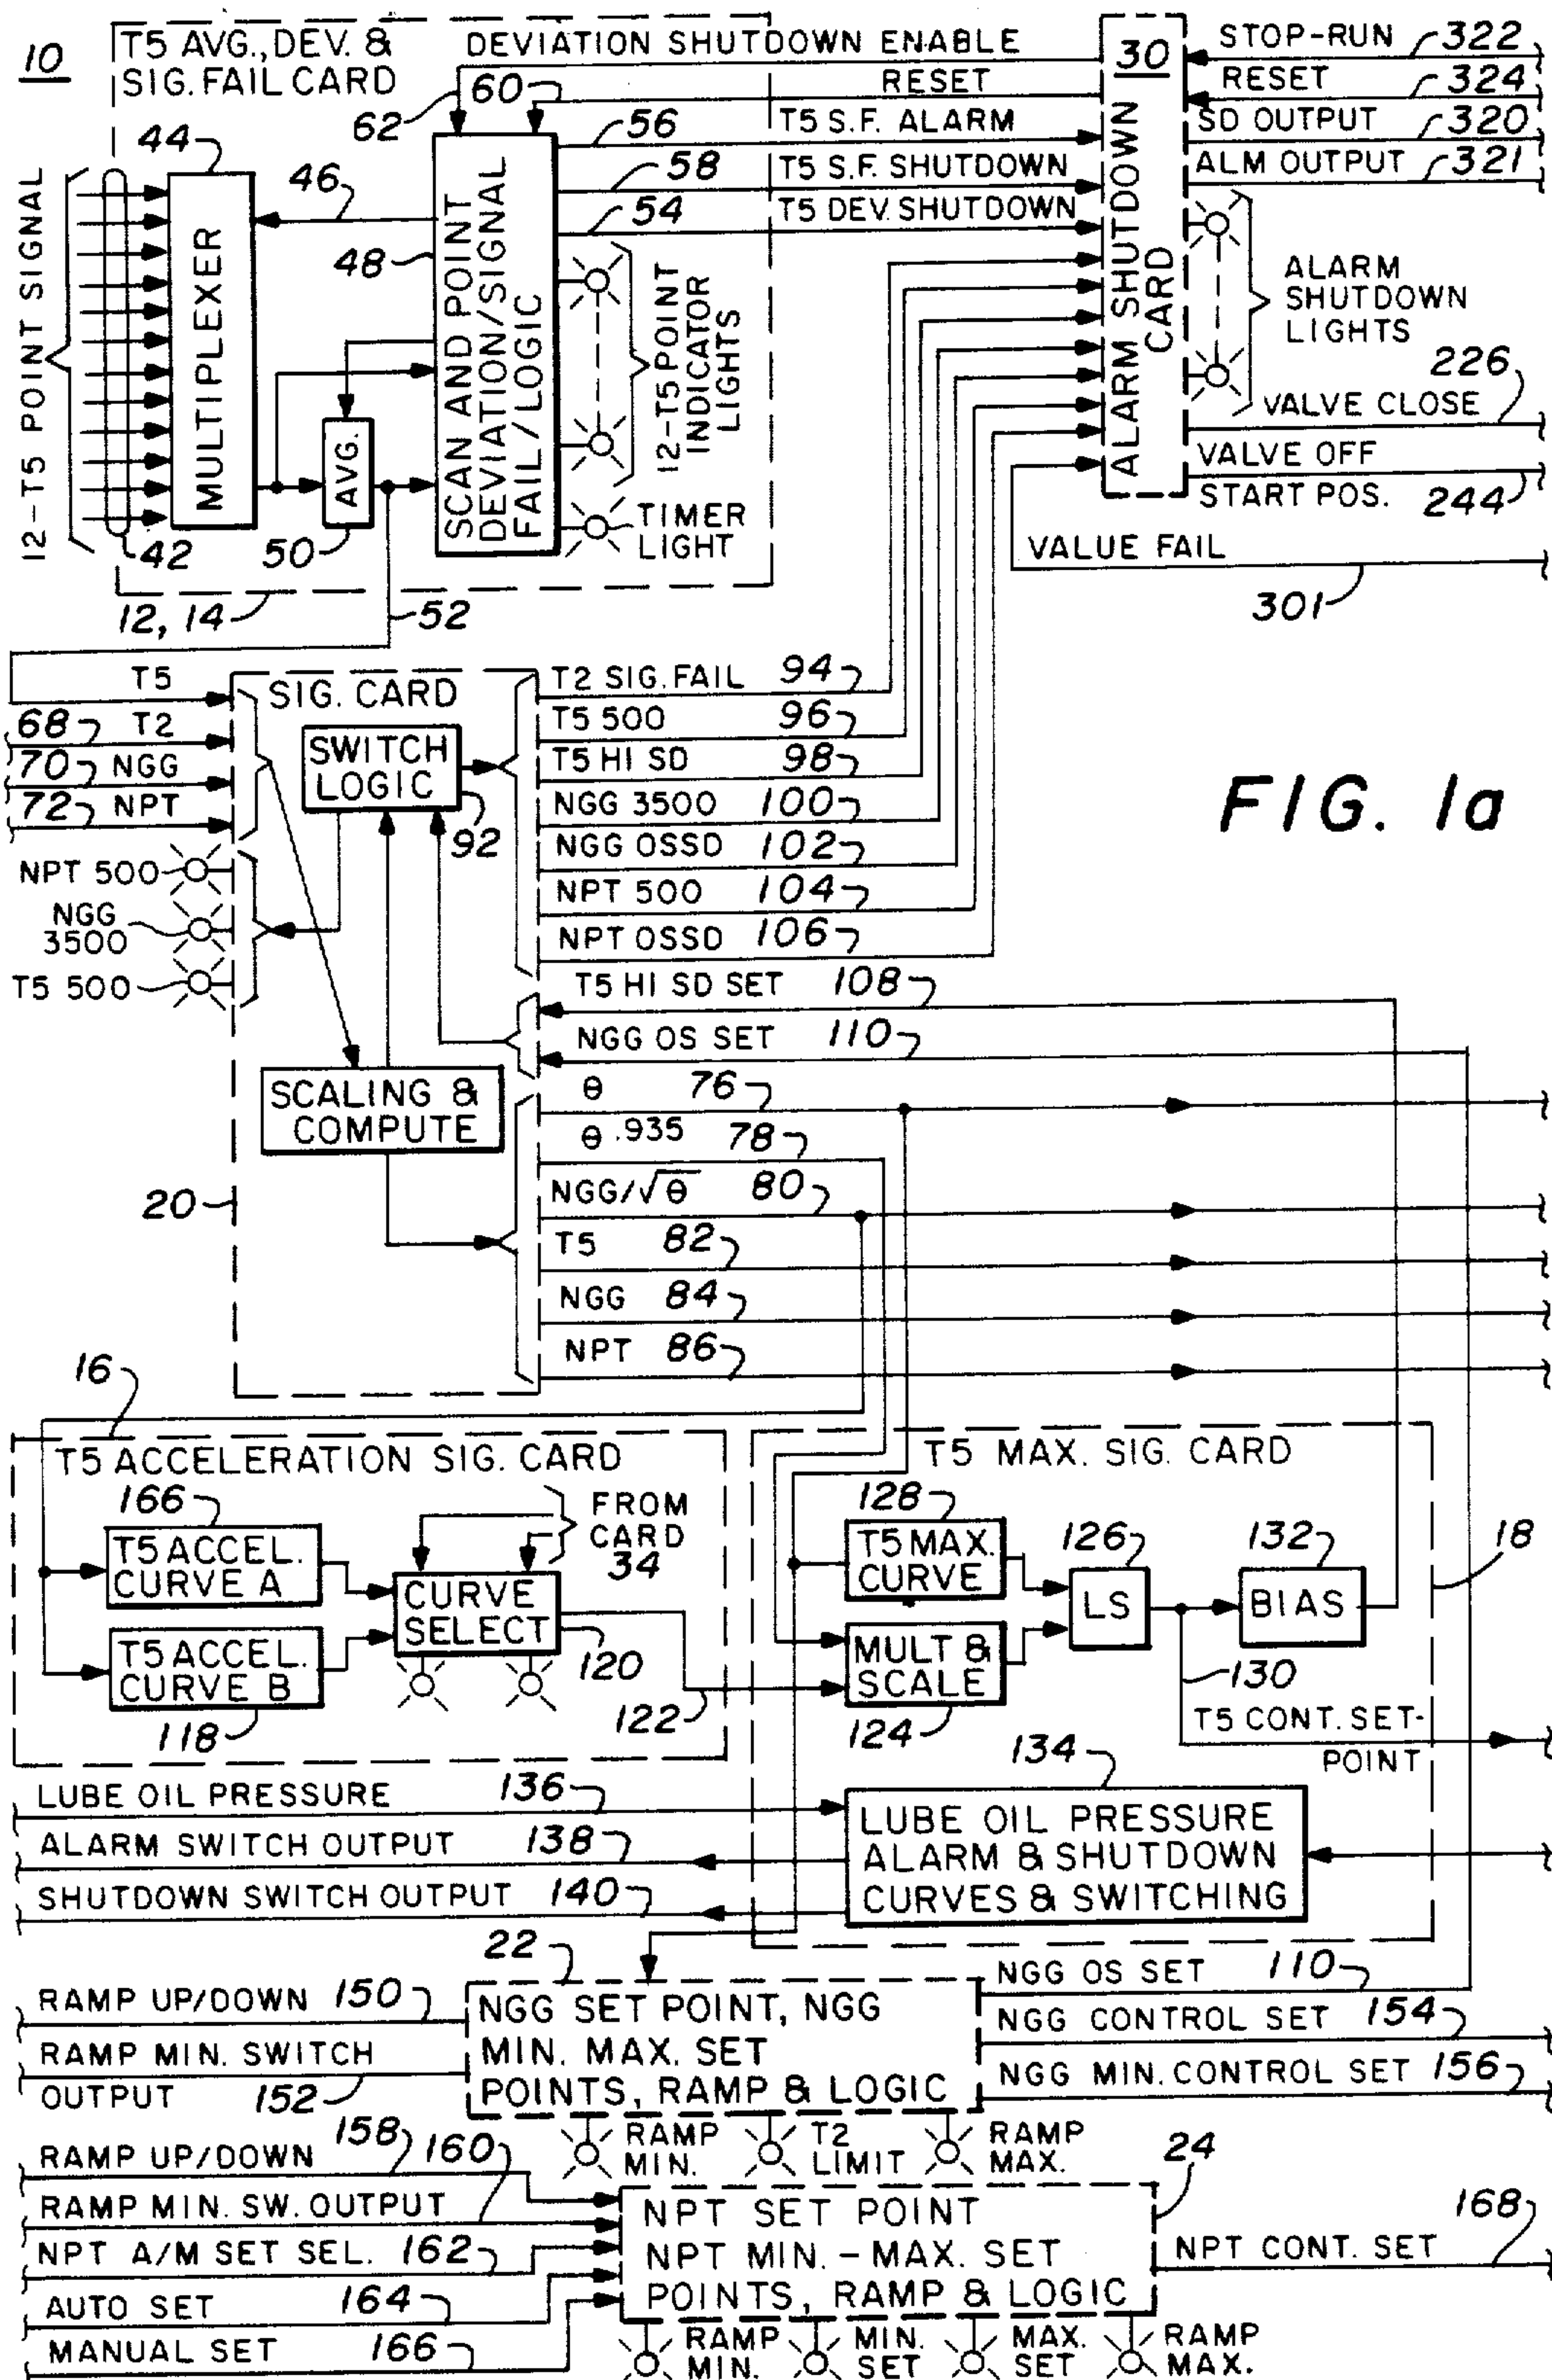 10
T5 AVG., DEV. &
SIG. FAIL CARD
DEVIATION SHUTDOWN ENABLE
62
60
RESET
56
T5 S.F. ALARM
58
T5 S.F. SHUTDOWN
54
T5 DEV. SHUTDOWN
30
ALARM SHUTDOWN
CARD
STOP-RUN
322
RESET
324
SD OUTPUT
320
ALM OUTPUT
321
ALARM
SHUTDOWN
LIGHTS
226
VALVE CLOSE
VALVE OFF
START POS.
244
VALUE FAIL
301
12-T5 POINT SIGNAL
44
MULTIPLEXER
42
46
48
SCAN AND POINT
DEVIATION/SIGNAL
FAIL/LOGIC
AVG.
50
12-T5 POINT
INDICATOR
LIGHTS
TIMER
LIGHT
12, 14
52
T5
68
T2
70
NGG
72
NPT
NPT 500
NGG
3500
T5 500
SIG. CARD
SWITCH
LOGIC
92
T2 SIG. FAIL
94
T5 500
96
T5 HI SD
98
NGG 3500
100
NGG OSSD
102
NPT 500
104
NPT OSSD
106
FIG. 1a
T5 HI SD SET
108
NGG OS SET
110
SCALING &
COMPUTE
θ
76
θ .935
78
NGG/√θ
80
T5
82
NGG
84
NPT
86
20
16
T5 ACCELERATION SIG. CARD
166
T5 ACCEL.
CURVE A
T5 ACCEL.
CURVE B
118
FROM
CARD
34
CURVE
SELECT
120
122
T5 MAX. SIG. CARD
128
T5 MAX.
CURVE
MULT &
SCALE
124
126
LS
132
BIAS
18
130
T5 CONT. SET-
POINT
134
LUBE OIL PRESSURE
ALARM & SHUTDOWN
CURVES & SWITCHING
LUBE OIL PRESSURE
136
ALARM SWITCH OUTPUT
138
SHUTDOWN SWITCH OUTPUT
140
22
RAMP UP/DOWN
150
RAMP MIN. SWITCH
OUTPUT
152
NGG SET POINT, NGG
MIN. MAX. SET
POINTS, RAMP & LOGIC
NGG OS SET
110
NGG CONTROL SET
154
NGG MIN. CONTROL SET
156
RAMP
MIN.
T2
LIMIT
RAMP
MAX.
24
RAMP UP/DOWN
158
160
RAMP MIN. SW. OUTPUT
NPT A/M SET SEL.
162
AUTO SET
164
MANUAL SET
166
NPT SET POINT
NPT MIN.-MAX. SET
POINTS, RAMP & LOGIC
NPT CONT. SET
168
RAMP
MIN.
MIN.
SET
MAX.
SET
RAMP
MAX.